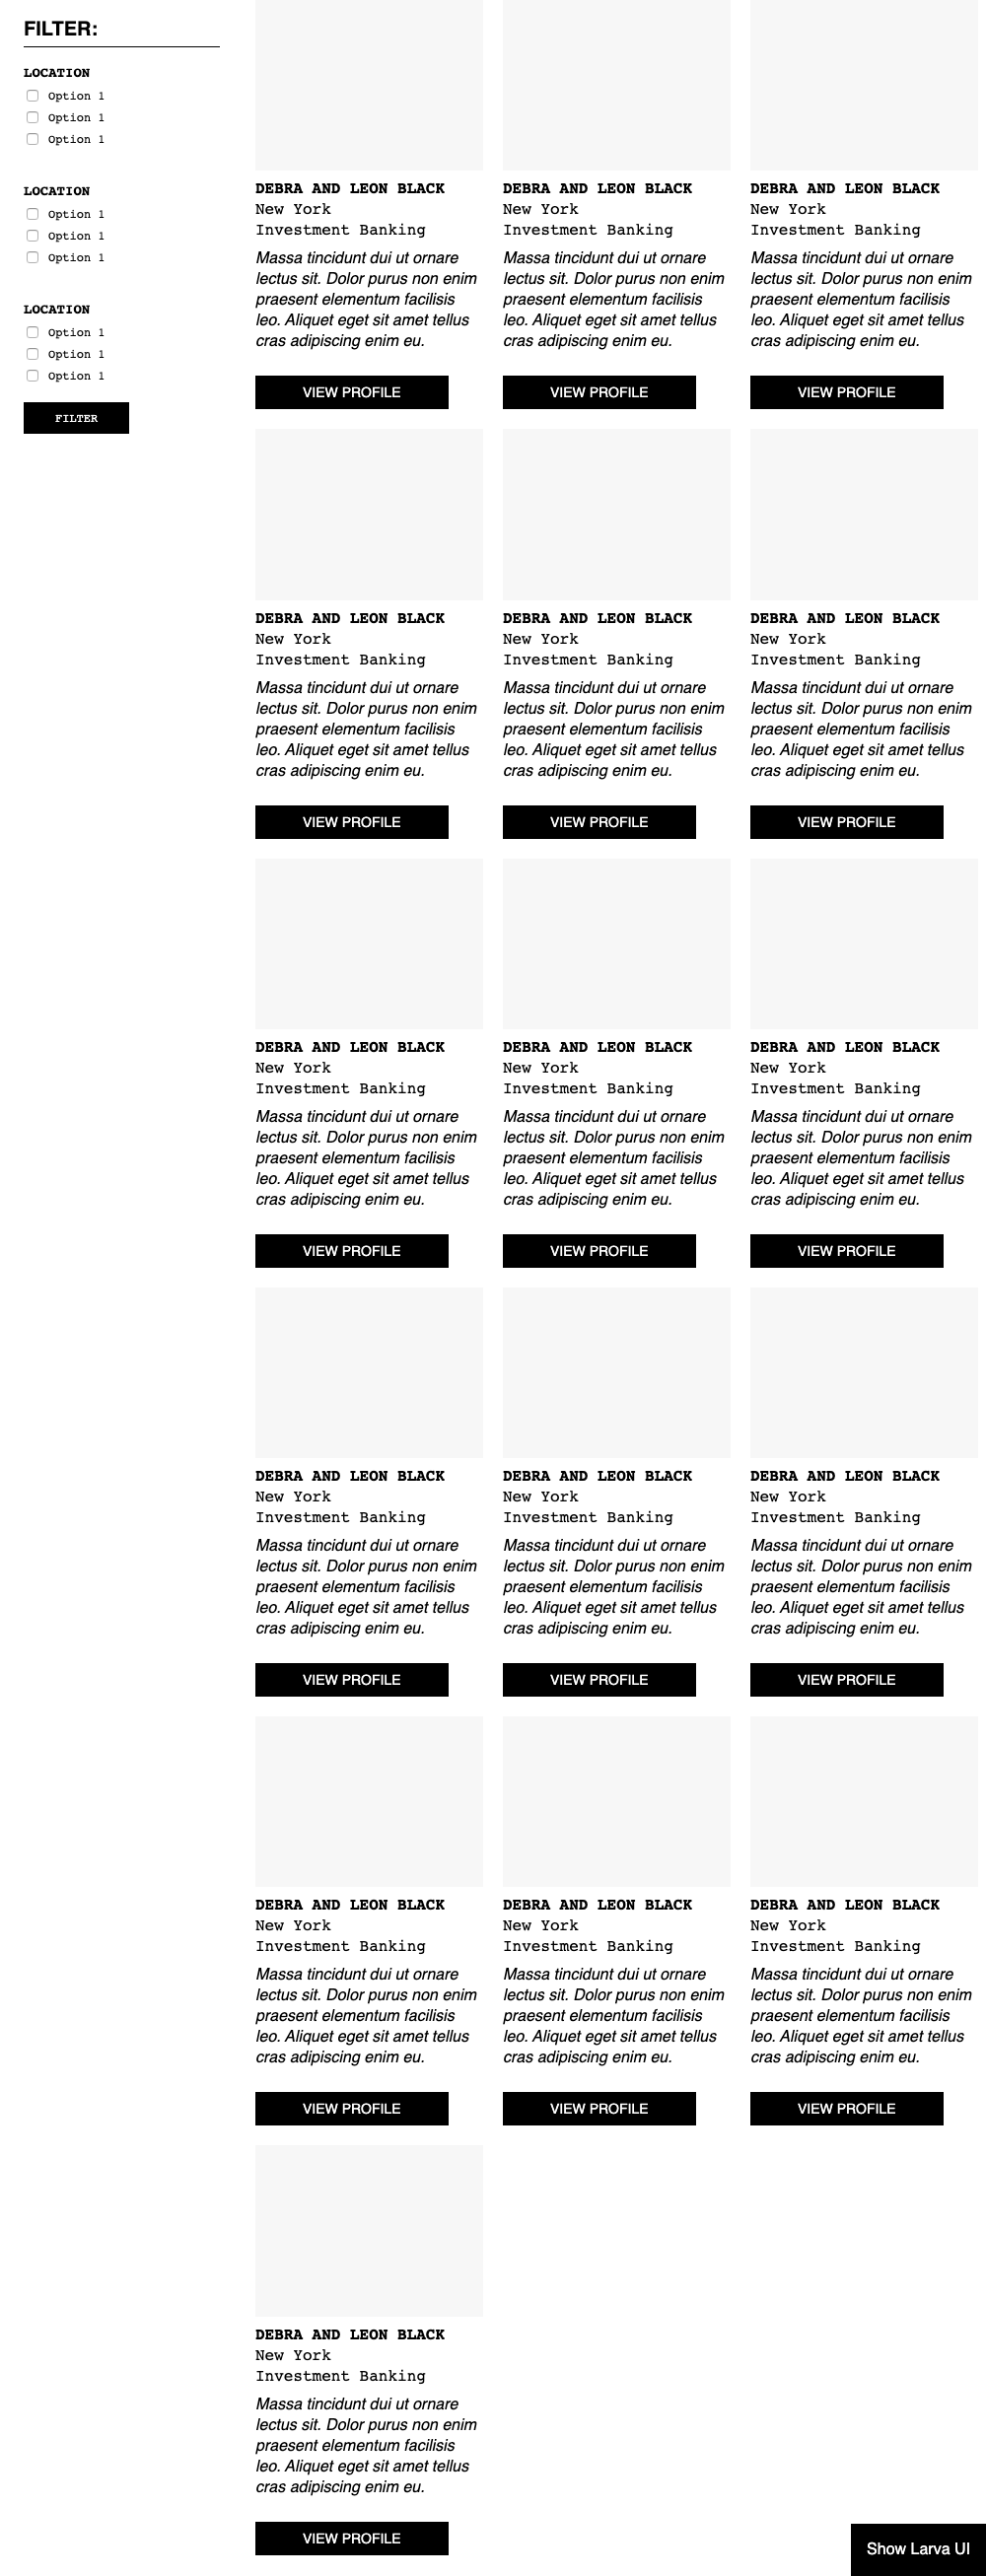 FILTER:
LOCATION
Option 1
Option 1
Option 1
LOCATION
Option 1
Option 1
Option 1
LOCATION
Option 1
Option 1
Option 1
FILTER
DEBRA AND LEON BLACK
New York
Investment Banking
Massa tincidunt dui ut ornare
lectus sit. Dolor purus non enim
praesent elementum facilisis
leo. Aliquet eget sit amet tellus
cras adipiscing enim eu.
VIEW PROFILE
DEBRA AND LEON BLACK
New York
Investment Banking
Massa tincidunt dui ut ornare
lectus sit. Dolor purus non enim
praesent elementum facilisis
leo. Aliquet eget sit amet tellus
cras adipiscing enim eu.
VIEW PROFILE
DEBRA AND LEON BLACK
New York
Investment Banking
Massa tincidunt dui ut ornare
lectus sit. Dolor purus non enim
praesent elementum facilisis
leo. Aliquet eget sit amet tellus
cras adipiscing enim eu.
VIEW PROFILE
DEBRA AND LEON BLACK
New York
Investment Banking
Massa tincidunt dui ut ornare
lectus sit. Dolor purus non enim
praesent elementum facilisis
leo. Aliquet eget sit amet tellus
cras adipiscing enim eu.
VIEW PROFILE
DEBRA AND LEON BLACK
New York
Investment Banking
Massa tincidunt dui ut ornare
lectus sit. Dolor purus non enim
praesent elementum facilisis
leo. Aliquet eget sit amet tellus
cras adipiscing enim eu.
VIEW PROFILE
DEBRA AND LEON BLACK
New York
Investment Banking
Massa tincidunt dui ut ornare
lectus sit. Dolor purus non enim
praesent elementum facilisis
leo. Aliquet eget sit amet tellus
cras adipiscing enim eu.
VIEW PROFILE
DEBRA AND LEON BLACK
New York
Investment Banking
Massa tincidunt dui ut ornare
lectus sit. Dolor purus non enim
praesent elementum facilisis
leo. Aliquet eget sit amet tellus
cras adipiscing enim eu.
VIEW PROFILE
DEBRA AND LEON BLACK
New York
Investment Banking
Massa tincidunt dui ut ornare
lectus sit. Dolor purus non enim
praesent elementum facilisis
leo. Aliquet eget sit amet tellus
cras adipiscing enim eu.
VIEW PROFILE
DEBRA AND LEON BLACK
New York
Investment Banking
Massa tincidunt dui ut ornare
lectus sit. Dolor purus non enim
praesent elementum facilisis
leo. Aliquet eget sit amet tellus
cras adipiscing enim eu.
VIEW PROFILE
DEBRA AND LEON BLACK
New York
Investment Banking
Massa tincidunt dui ut ornare
lectus sit. Dolor purus non enim
praesent elementum facilisis
leo. Aliquet eget sit amet tellus
cras adipiscing enim eu.
VIEW PROFILE
DEBRA AND LEON BLACK
New York
Investment Banking
Massa tincidunt dui ut ornare
lectus sit. Dolor purus non enim
praesent elementum facilisis
leo. Aliquet eget sit amet tellus
cras adipiscing enim eu.
VIEW PROFILE
DEBRA AND LEON BLACK
New York
Investment Banking
Massa tincidunt dui ut ornare
lectus sit. Dolor purus non enim
praesent elementum facilisis
leo. Aliquet eget sit amet tellus
cras adipiscing enim eu.
VIEW PROFILE
DEBRA AND LEON BLACK
New York
Investment Banking
Massa tincidunt dui ut ornare
lectus sit. Dolor purus non enim
praesent elementum facilisis
leo. Aliquet eget sit amet tellus
cras adipiscing enim eu.
VIEW PROFILE
DEBRA AND LEON BLACK
New York
Investment Banking
Massa tincidunt dui ut ornare
lectus sit. Dolor purus non enim
praesent elementum facilisis
leo. Aliquet eget sit amet tellus
cras adipiscing enim eu.
VIEW PROFILE
DEBRA AND LEON BLACK
New York
Investment Banking
Massa tincidunt dui ut ornare
lectus sit. Dolor purus non enim
praesent elementum facilisis
leo. Aliquet eget sit amet tellus
cras adipiscing enim eu.
VIEW PROFILE
DEBRA AND LEON BLACK
New York
Investment Banking
Massa tincidunt dui ut ornare
lectus sit. Dolor purus non enim
praesent elementum facilisis
leo. Aliquet eget sit amet tellus
cras adipiscing enim eu.
VIEW PROFILE
Show Larva UI